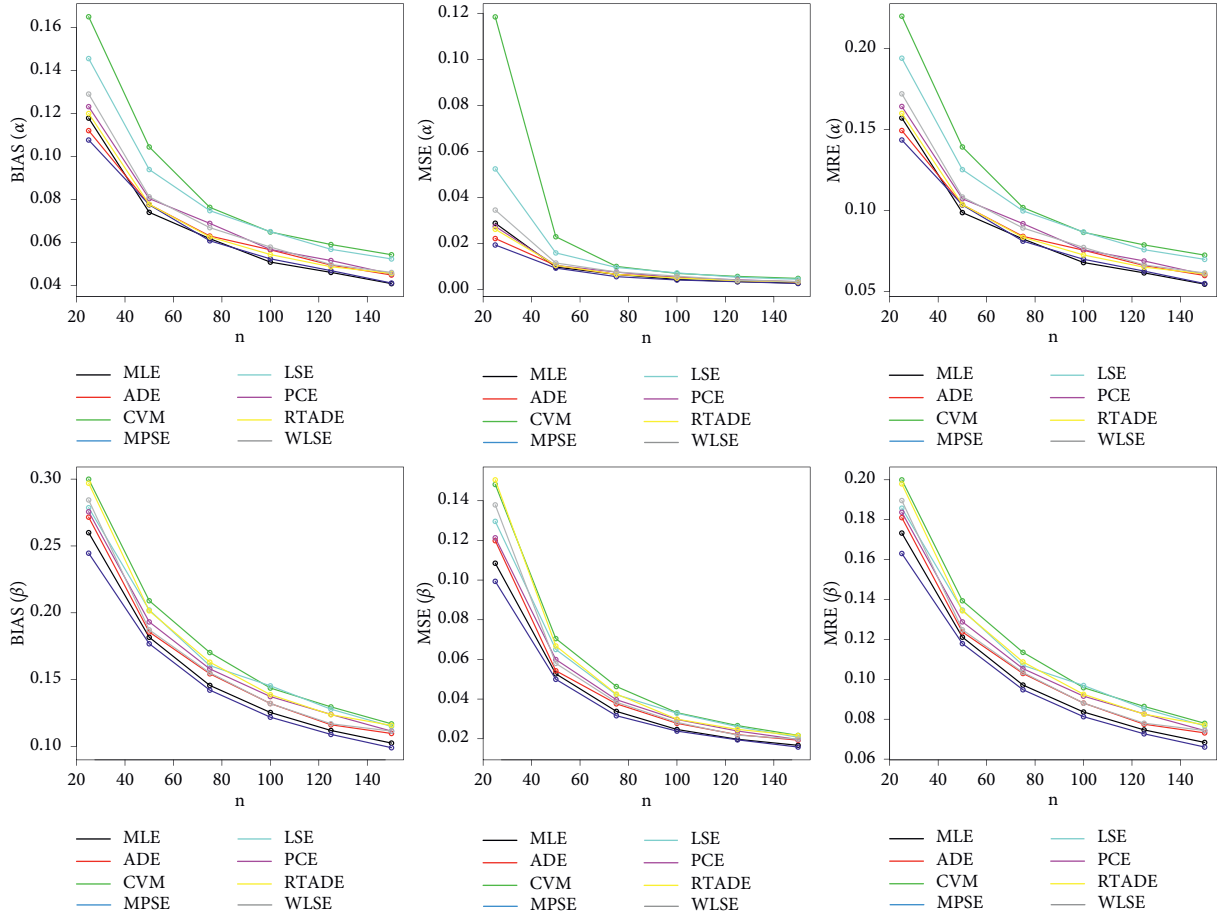 BIAS (α)
0.16
0.14
0.12
0.10
0.08
0.06
0.04
20 40 60 80 100 120 140
n
MLE LSE
ADE PCE
CVM RTADE
MPSE WLSE
MSE (α)
0.12
0.10
0.08
0.06
0.04
0.02
0.00
20 40 60 80 100 120 140
n
MLE LSE
ADE PCE
CVM RTADE
MPSE WLSE
MRE (α)
0.20
0.15
0.10
0.05
20 40 60 80 100 120 140
n
MLE LSE
ADE PCE
CVM RTADE
MPSE WLSE
BIAS (β)
0.30
0.25
0.20
0.15
0.10
20 40 60 80 100 120 140
n
MLE LSE
ADE PCE
CVM RTADE
MPSE WLSE
MSE (β)
0.14
0.12
0.10
0.08
0.06
0.04
0.02
20 40 60 80 100 120 140
n
MLE LSE
ADE PCE
CVM RTADE
MPSE WLSE
MRE (β)
0.20
0.18
0.16
0.14
0.12
0.10
0.08
0.06
20 40 60 80 100 120 140
n
MLE LSE
ADE PCE
CVM RTADE
MPSE WLSE